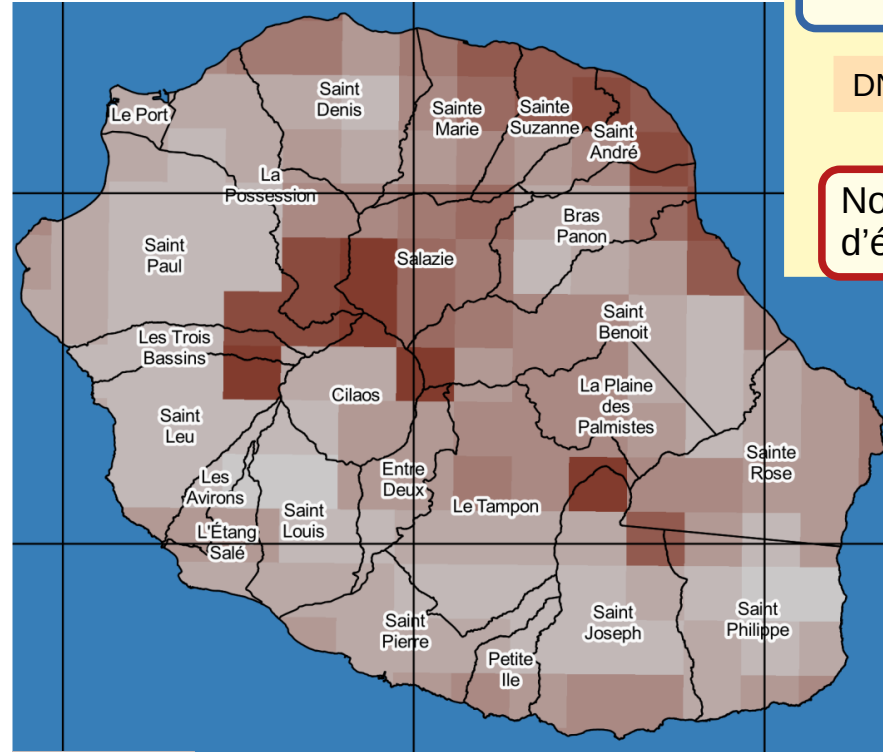 DN
No
d'é
Le Port
Saint
Denis
Sainte
Marie
Sainte
Suzanne
Saint
André
La
Possession
Bras
Panon
Saint
Paul
Salazie
Saint
Benoit
Les Trois
Bassins
Cilaos
La Plaine
des
Palmistes
Saint
Leu
Sainte
Rose
Les
Avirons
Entre
Deux
Le Tampon
Saint
Louis
L'Étang
Salé
Saint
Pierre
Saint
Joseph
Saint
Philippe
Petite
Ile